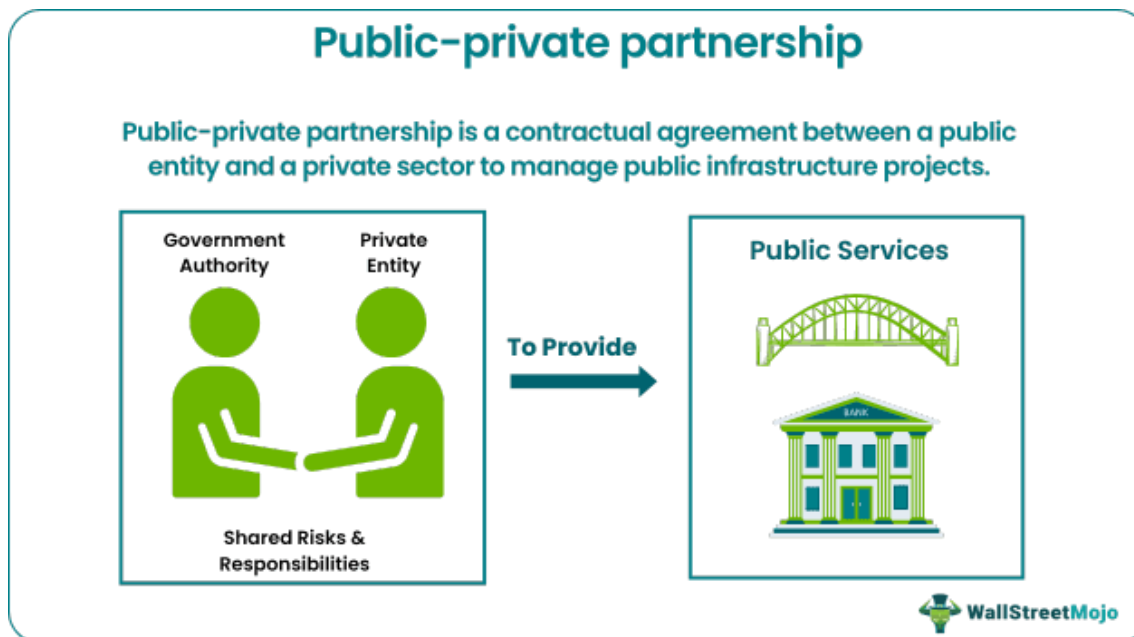 Public-private partnership
Public-private partnership is a contractual agreement between a public
entity and a private sector to manage public infrastructure projects.
Government
Authority
Private
Entity
Shared Risks &
Responsibilities
To Provide
Public Services
BANK
WallStreetMojo